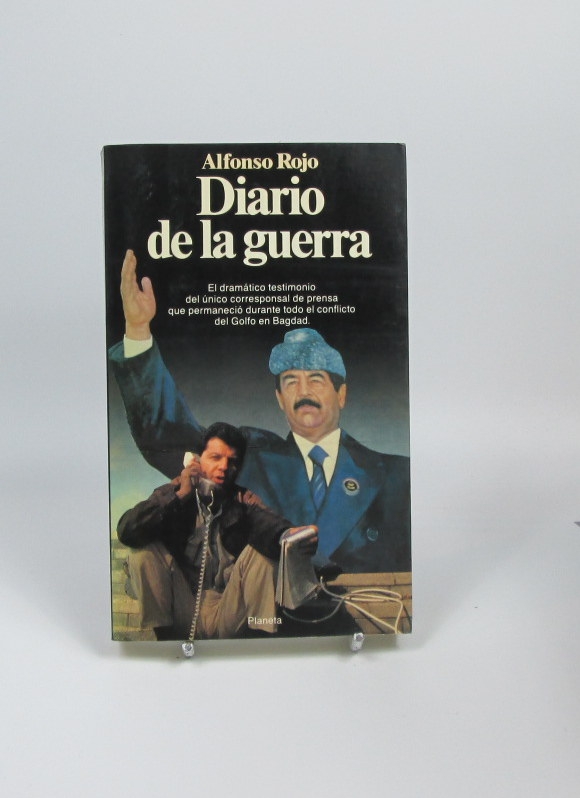 Alfonso Rojo
Diario
de la guerra
El dramático testimonio
del único corresponsal de prensa
que permaneció durante todo el conflicto
del Golfo en Bagdad.
Planeta